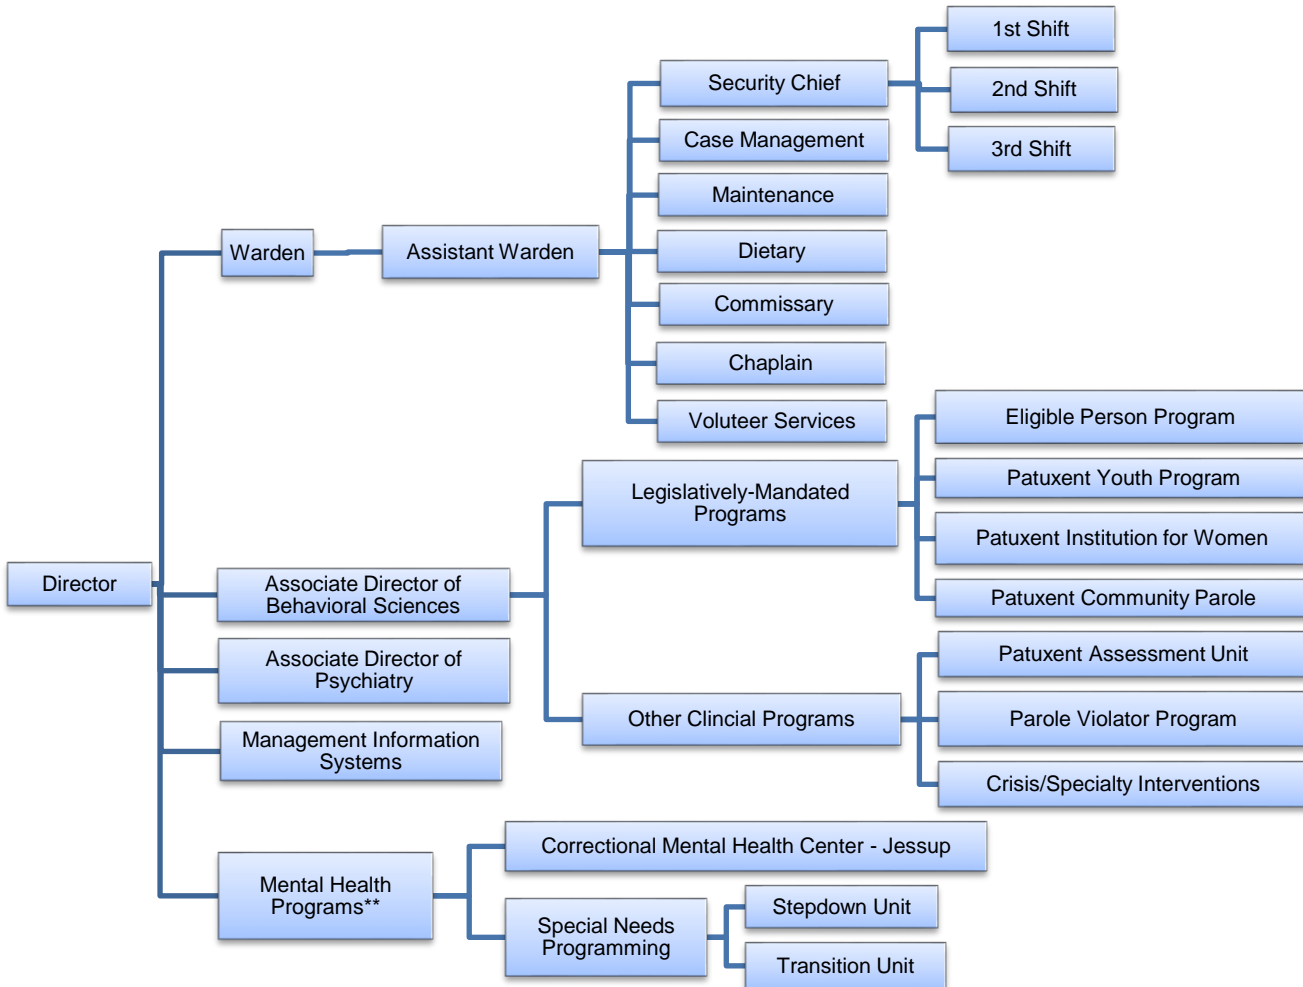 Director
Warden
Assistant Warden
Security Chief
1st Shift
2nd Shift
3rd Shift
Case Management
Maintenance
Dietary
Commissary
Chaplain
Voluteer Services
Associate Director of
Behavioral Sciences
Legislatively-Mandated
Programs
Eligible Person Program
Patuxent Youth Program
Patuxent Institution for Women
Patuxent Community Parole
Other Clincial Programs
Patuxent Assessment Unit
Parole Violator Program
Crisis/Specialty Interventions
Associate Director of
Psychiatry
Management Information
Systems
Mental Health
Programs**
Correctional Mental Health Center - Jessup
Special Needs
Programming
Stepdown Unit
Transition Unit